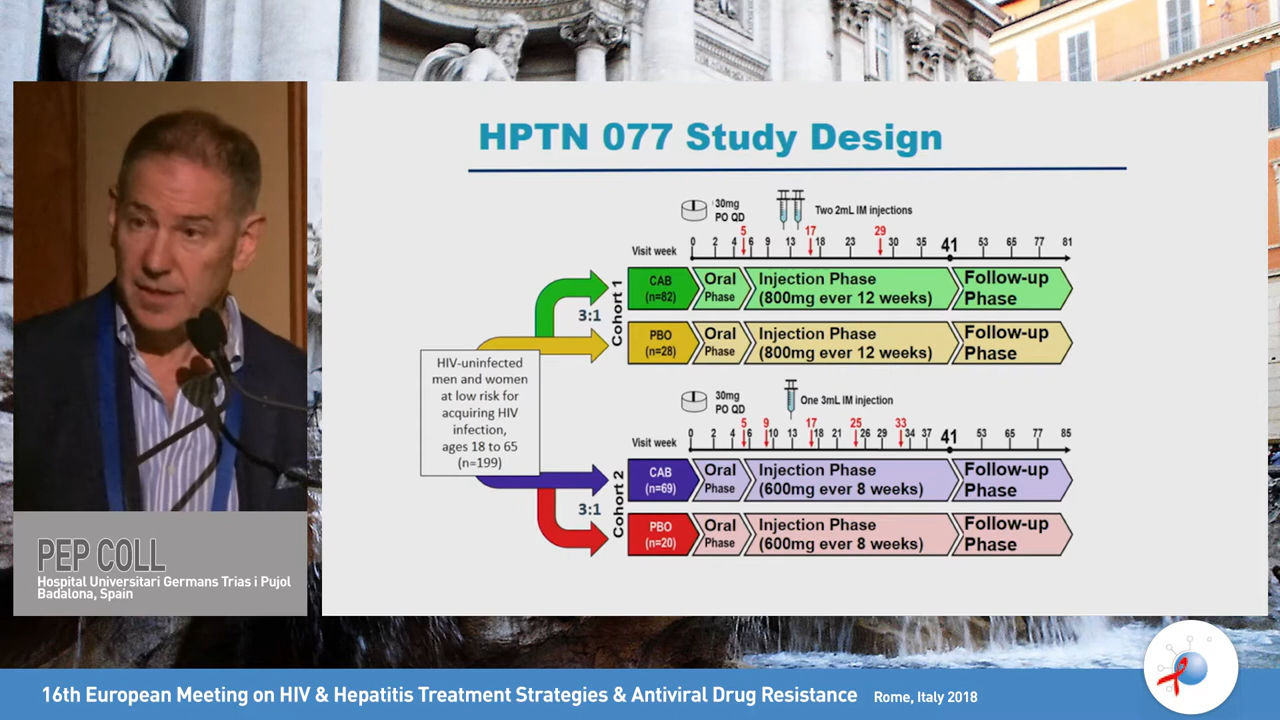 HPTN 077 Study Design
30mg
PO QD
Two 2mL IM injections
5 17 29
Visit week 0 2 4 6 9 13 18 23 30 35 41 53 65 77 81
Cohort 1
3:1
CAB
(n=82)
Oral
Phase
Injection Phase
(800mg ever 12 weeks)
Follow-up
Phase
PBO
(n=28)
Oral
Phase
Injection Phase
(800mg ever 12 weeks)
Follow-up
Phase
HIV-uninfected
men and women
at low risk for
acquiring HIV
infection,
ages 18 to 65
(n=199)
30mg
PO QD
One 3mL IM injection
5 9 17 25 33
Visit week 0 2 4 6 10 13 18 21 26 29 34 37 41 53 65 77 85
Cohort 2
3:1
CAB
(n=69)
Oral
Phase
Injection Phase
(600mg ever 8 weeks)
Follow-up
Phase
PBO
(n=20)
Oral
Phase
Injection Phase
(600mg ever 8 weeks)
Follow-up
Phase
PEP COLL
Hospital Universitari Germans Trias i Pujol
Badalona, Spain
16th European Meeting on HIV & Hepatitis Treatment Strategies & Antiviral Drug Resistance Rome, Italy 2018